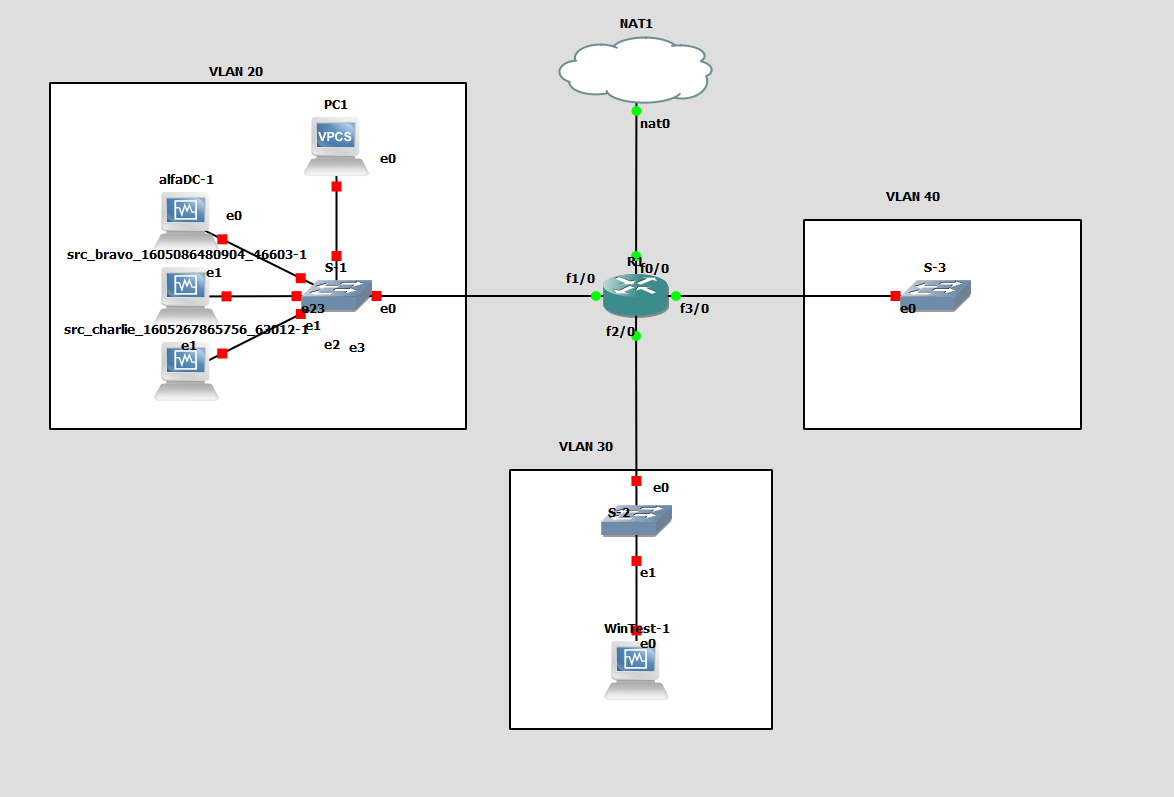 NAT1
VLAN 20
PC1
VPCS
nat0
e0
alfaDC-1
VLAN 40
e0
src_bravo_1605086480904_46603-1
e1
S-1
R1
f0/0
S-3
f1/0
e0
e23
f3/0
e0
src_charlie_1605267865756_63012-1
e1
f2/0
e1
e2
e3
VLAN 30
e0
S-2
e1
WinTest-1
e0